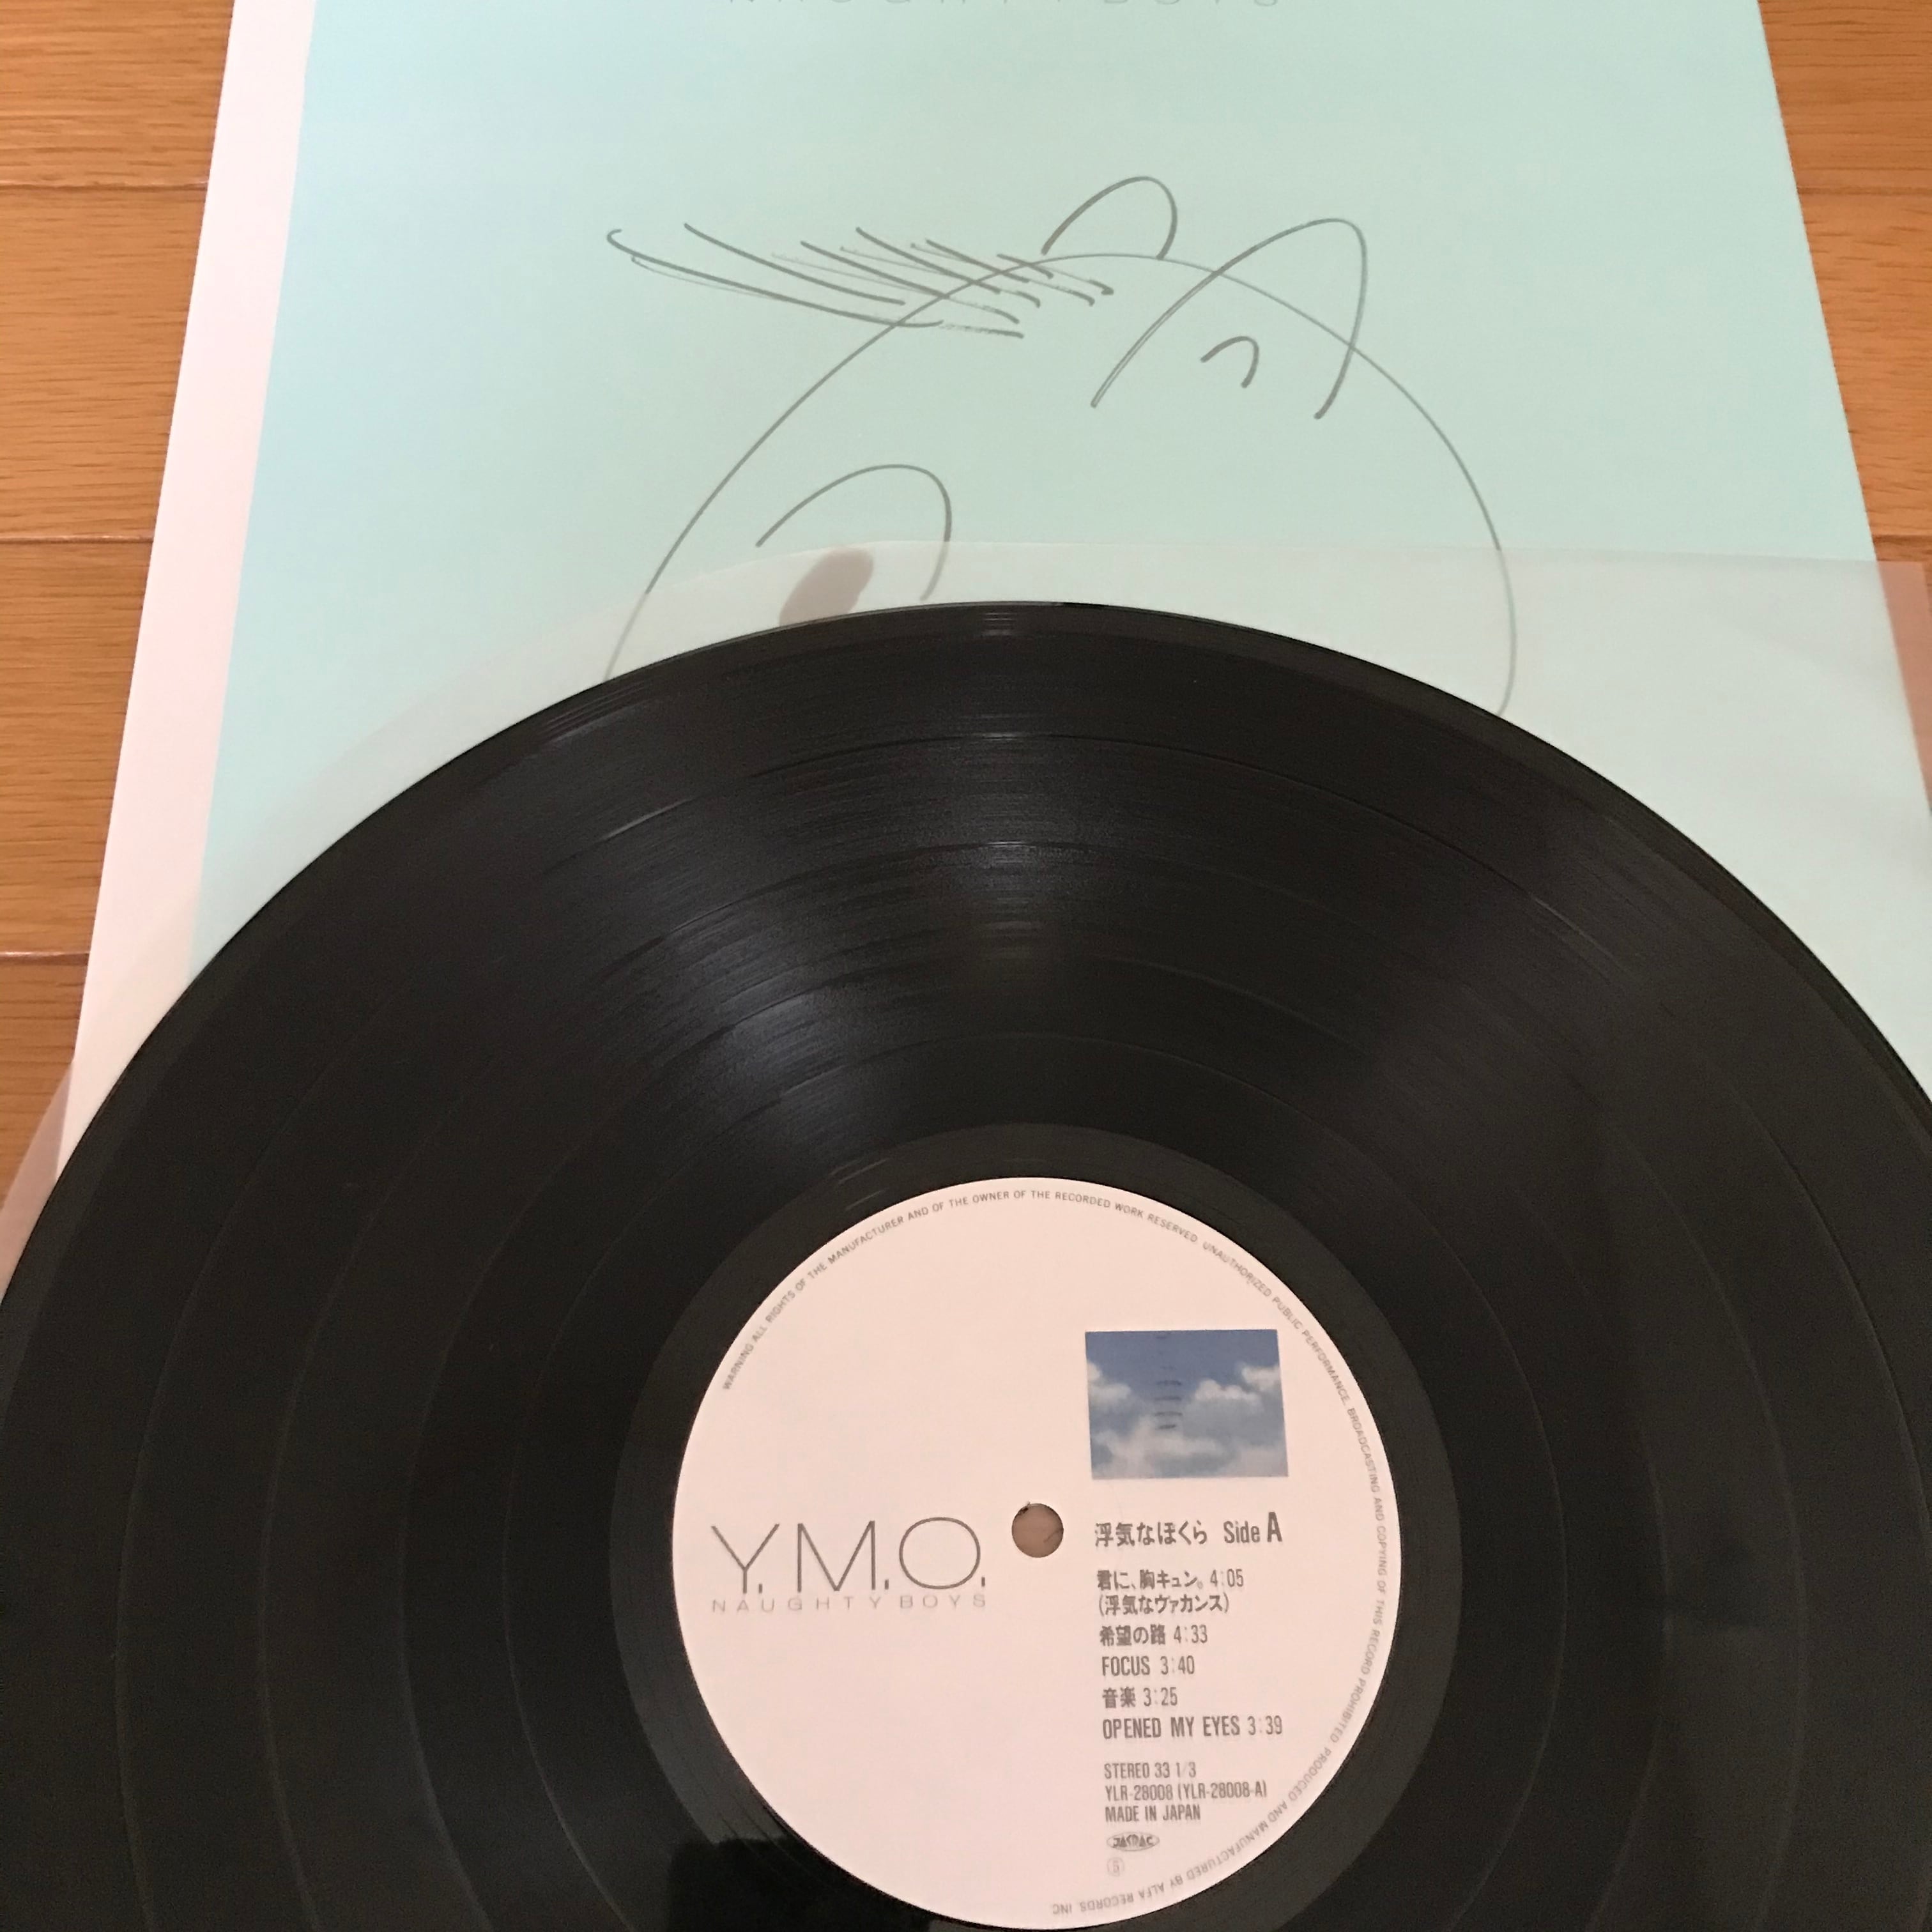 NAUGHTY BOYS
WARNING ALL RIGHTS OF THE MANUFACTURER AND OF THE OWNER OF THE RECORDED WORK RESERVED. UNAUTHORIZED PUBLIC PERFORMANCE, BROADCASTING AND COPYING OF THIS RECORD PROHIBITED. PRODUCED AND MANUFACTURED BY ALFA RECORDS, INC
Y.M.O.
NAUGHTY BOYS
浮気なぼくら Side A
君に、胸キュン。4:05
(浮気なヴァカンス)
希望の路 4:33
FOCUS 3:40
音楽 3:25
OPENED MY EYES 3:39
STEREO 33 1/3
YLR-28008 (YLR-28008-A)
MADE IN JAPAN
JASRAC
Ⓢ